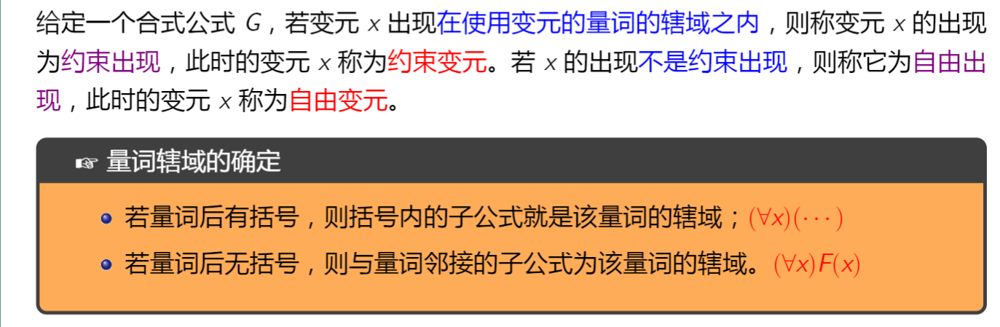 给定一个合式公式 G，若变元 x 出现在使用变元的量词的辖域之内，则称变元 x 的出现
为约束出现，此时的变元 x 称为约束变元。若 x 的出现不是约束出现，则称它为自由出
现，此时的变元 x 称为自由变元。
☞ 量词辖域的确定
• 若量词后有括号，则括号内的子公式就是该量词的辖域；(∀x)(⋯)
• 若量词后无括号，则与量词邻接的子公式为该量词的辖域。(∀x)F(x)